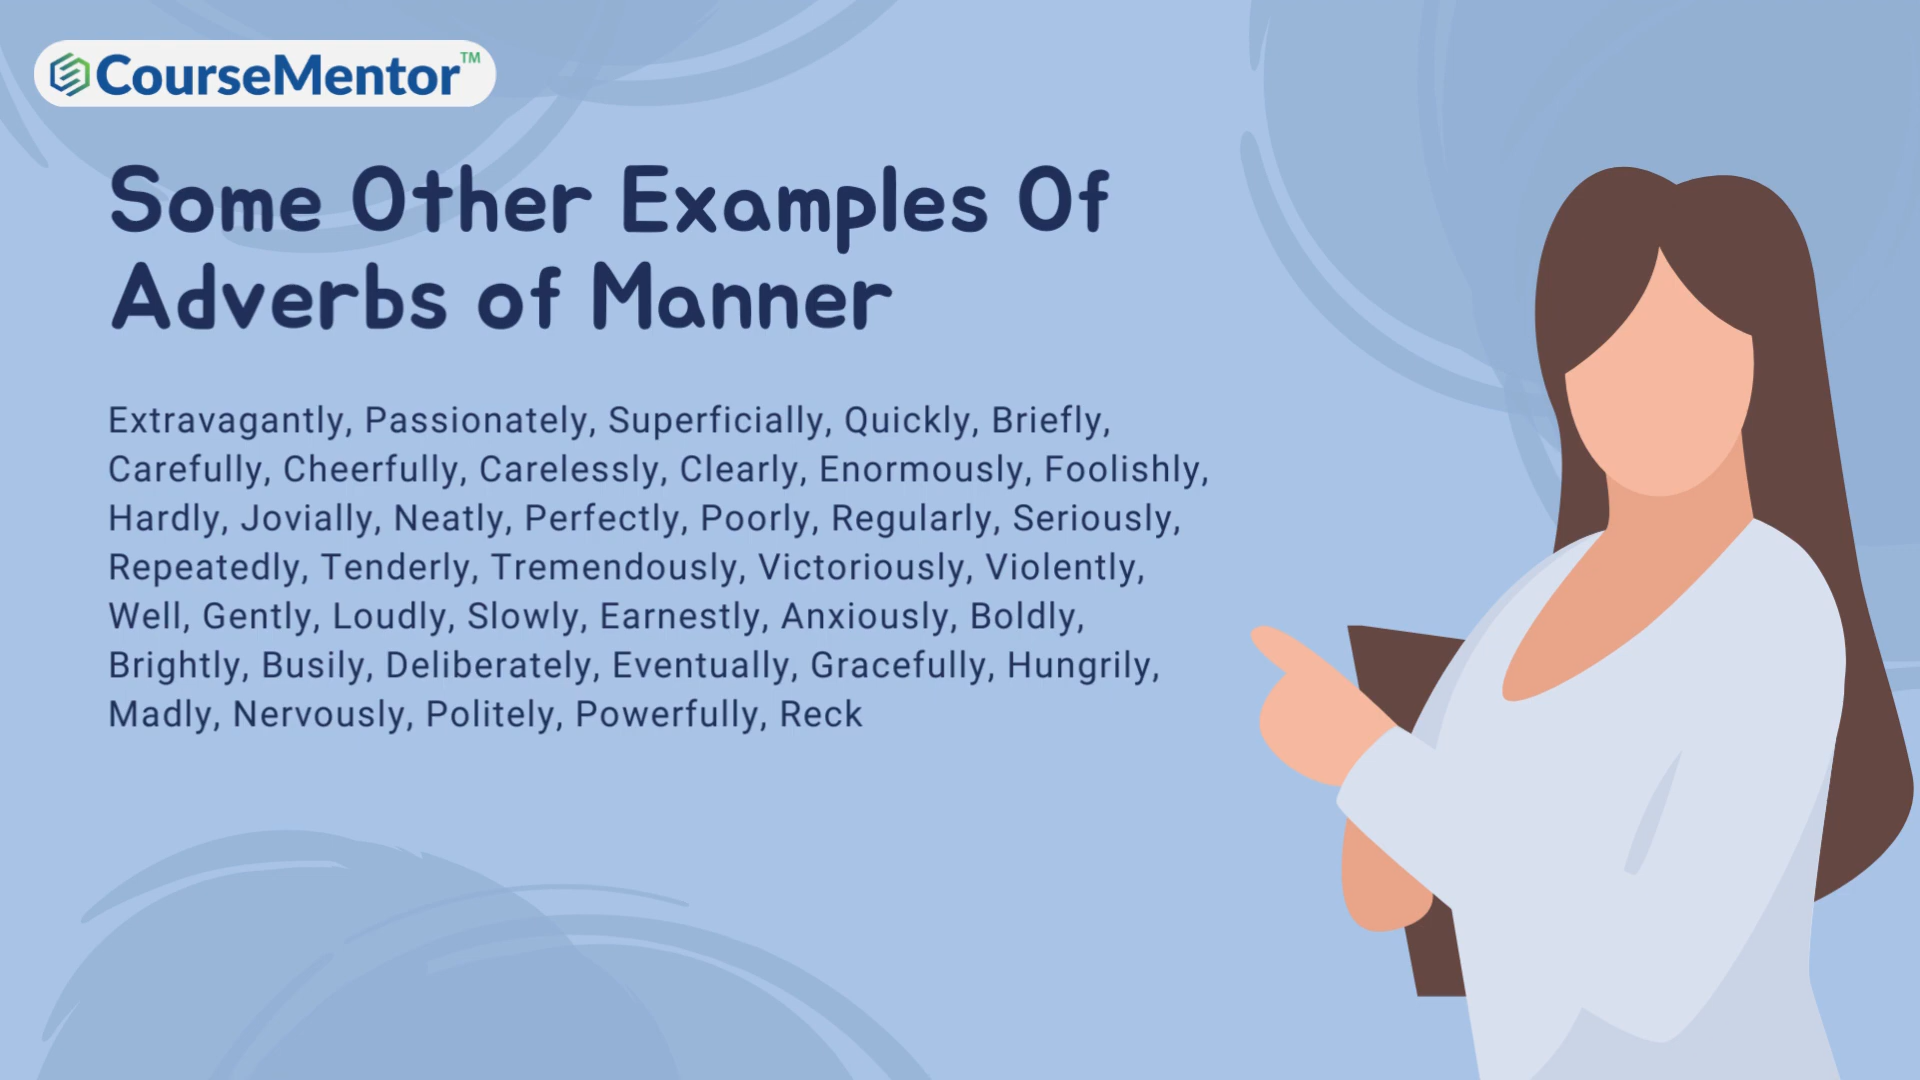 CourseMentor™
Some Other Examples Of
Adverbs of Manner
Extravagantly, Passionately, Superficially, Quickly, Briefly,
Carefully, Cheerfully, Carelessly, Clearly, Enormously, Foolishly,
Hardly, Jovially, Neatly, Perfectly, Poorly, Regularly, Seriously,
Repeatedly, Tenderly, Tremendously, Victoriously, Violently,
Well, Gently, Loudly, Slowly, Earnestly, Anxiously, Boldly,
Brightly, Busily, Deliberately, Eventually, Gracefully, Hungrily,
Madly, Nervously, Politely, Powerfully, Reck